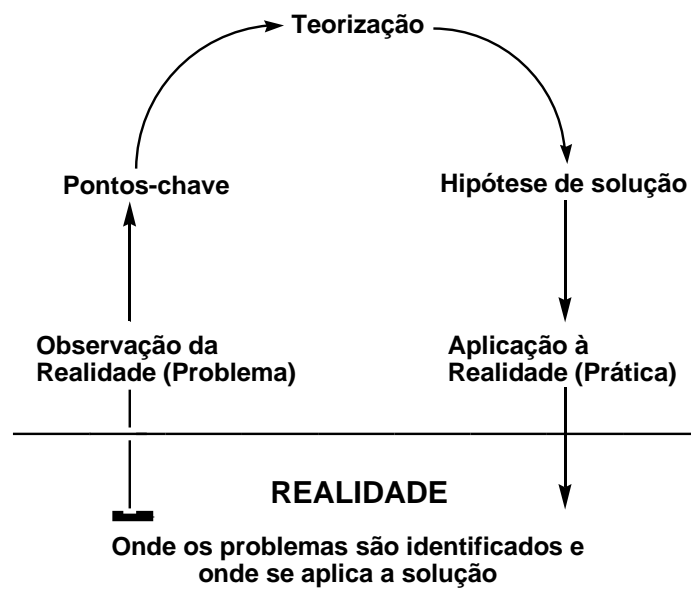 Teorização
Pontos-chave
Hipótese de solução
Observação da
Realidade (Problema)
Aplicação à
Realidade (Prática)
REALIDADE
Onde os problemas são identificados e
onde se aplica a solução